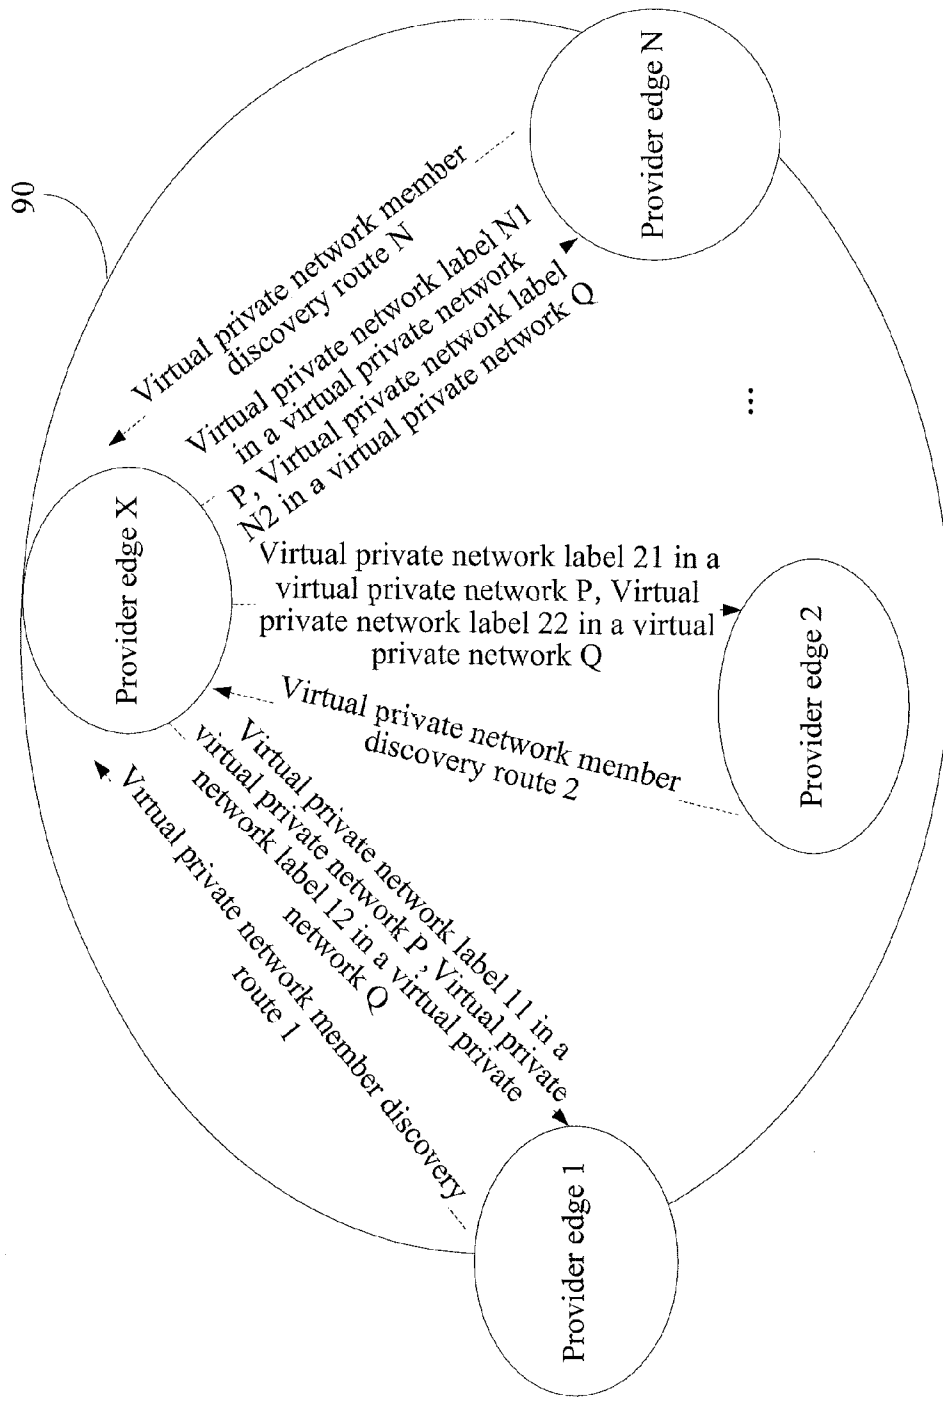 90
Provider edge N
Virtual private network member
discovery route N
Virtual private network label N1
in a virtual private network
P, Virtual private network label
N2 in a virtual private network Q
...
Provider edge X
Virtual private network label 21 in a
virtual private network P, Virtual
private network label 22 in a virtual
private network Q
Virtual private network member
discovery route 2
Provider edge 2
Virtual private network label 11 in a
virtual private network P, Virtual private
network label 12 in a virtual private
network Q
Virtual private network member discovery
route 1
Provider edge 1